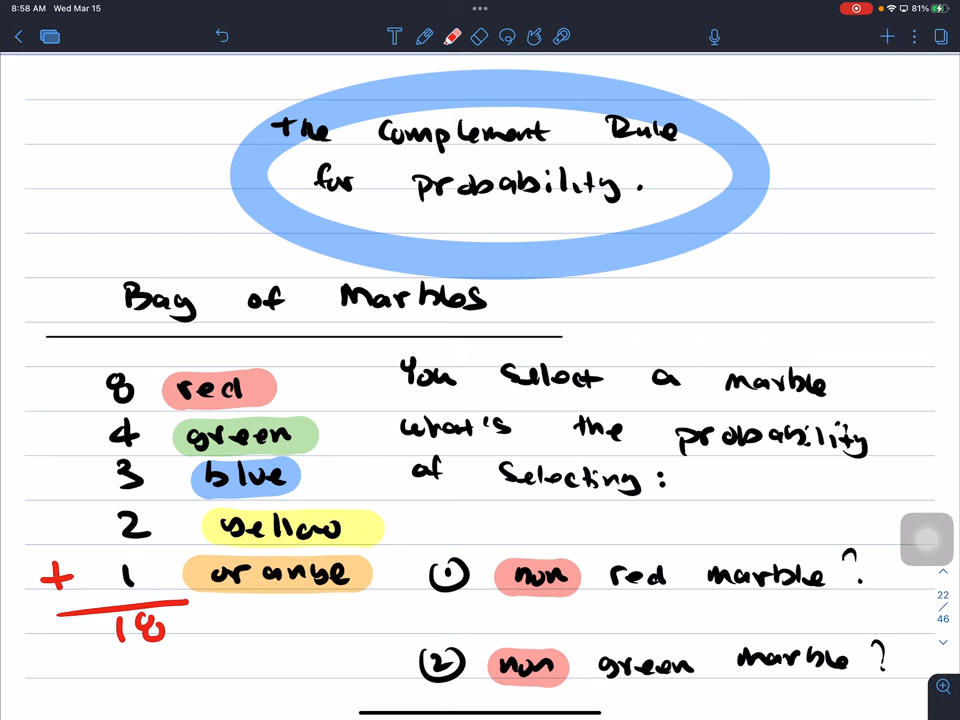 8:58 AM Wed Mar 15
81%
The Complement Rule
for probability.
Bag of Marbles
8 red
4 green
3 blue
2 yellow
+ 1 orange
18
You select a marble
what's the probability
of selecting:
① non red marble?
② non green marble?
22
/
46